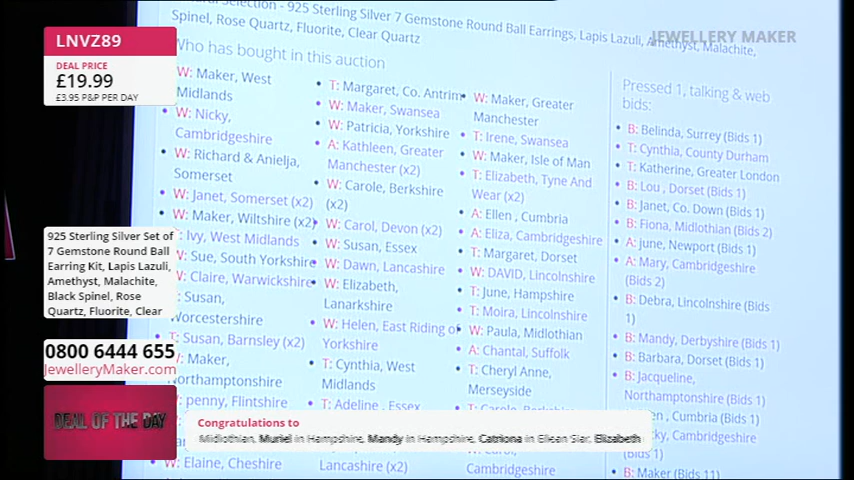 LNVZ89
DEAL PRICE
£19.99
£3.95 P&P PER DAY
JEWELLERY MAKER
Selection - 925 Sterling Silver 7 Gemstone Round Ball Earrings, Lapis Lazuli, Amethyst, Malachite,
Spinel, Rose Quartz, Fluorite, Clear Quartz
Who has bought in this auction
W: Maker, West
Midlands
W: Nicky,
Cambridgeshire
W: Richard & Anielja,
Somerset
W: Janet, Somerset (x2)
W: Maker, Wiltshire (x2)
T: Ivy, West Midlands
W: Sue, South Yorkshire
W: Claire, Warwickshire
: Susan,
Worcestershire
T: Susan, Barnsley (x2)
W: Maker,
Northamptonshire
W: penny, Flintshire
W: Elaine, Cheshire
T: Margaret, Co. Antrim
W: Maker, Swansea
W: Patricia, Yorkshire
A: Kathleen, Greater
Manchester (x2)
W: Carole, Berkshire
(x2)
W: Carol, Devon (x2)
W: Susan, Essex
W: Dawn, Lancashire
W: Elizabeth,
Lanarkshire
W: Helen, East Riding of
Yorkshire
T: Cynthia, West
Midlands
T: Adeline, Essex
Lancashire (x2)
W: Maker, Greater
Manchester
T: Irene, Swansea
W: Maker, Isle of Man
T: Elizabeth, Tyne And
Wear (x2)
A: Ellen , Cumbria
A: Eliza, Cambridgeshire
T: Margaret, Dorset
W: DAVID, Lincolnshire
T: June, Hampshire
T: Moira, Lincolnshire
W: Paula, Midlothian
A: Chantal, Suffolk
T: Cheryl Anne,
Merseyside
T: Carole, Berkshire
W: Carol,
Cambridgeshire
Pressed 1, talking & web
bids:
B: Belinda, Surrey (Bids 1)
T: Cynthia, County Durham
T: Katherine, Greater London
B: Lou , Dorset (Bids 1)
B: Janet, Co. Down (Bids 1)
B: Fiona, Midlothian (Bids 2)
A: June, Newport (Bids 1)
A: Mary, Cambridgeshire
(Bids 2)
B: Debra, Lincolnshire (Bids
1)
B: Mandy, Derbyshire (Bids 1)
B: Barbara, Dorset (Bids 1)
B: Jacqueline,
Northamptonshire (Bids 1)
, Cumbria (Bids 1)
, Cambridgeshire
(Bids 1)
B: Maker (Bids 11)
925 Sterling Silver Set of
7 Gemstone Round Ball
Earring Kit, Lapis Lazuli,
Amethyst, Malachite,
Black Spinel, Rose
Quartz, Fluorite, Clear
0800 6444 655
JewelleryMaker.com
DEAL OF THE DAY
Congratulations to
Midlothian, Muriel in Hampshire, Mandy in Hampshire, Catriona in Eilean Siar, Elizabeth